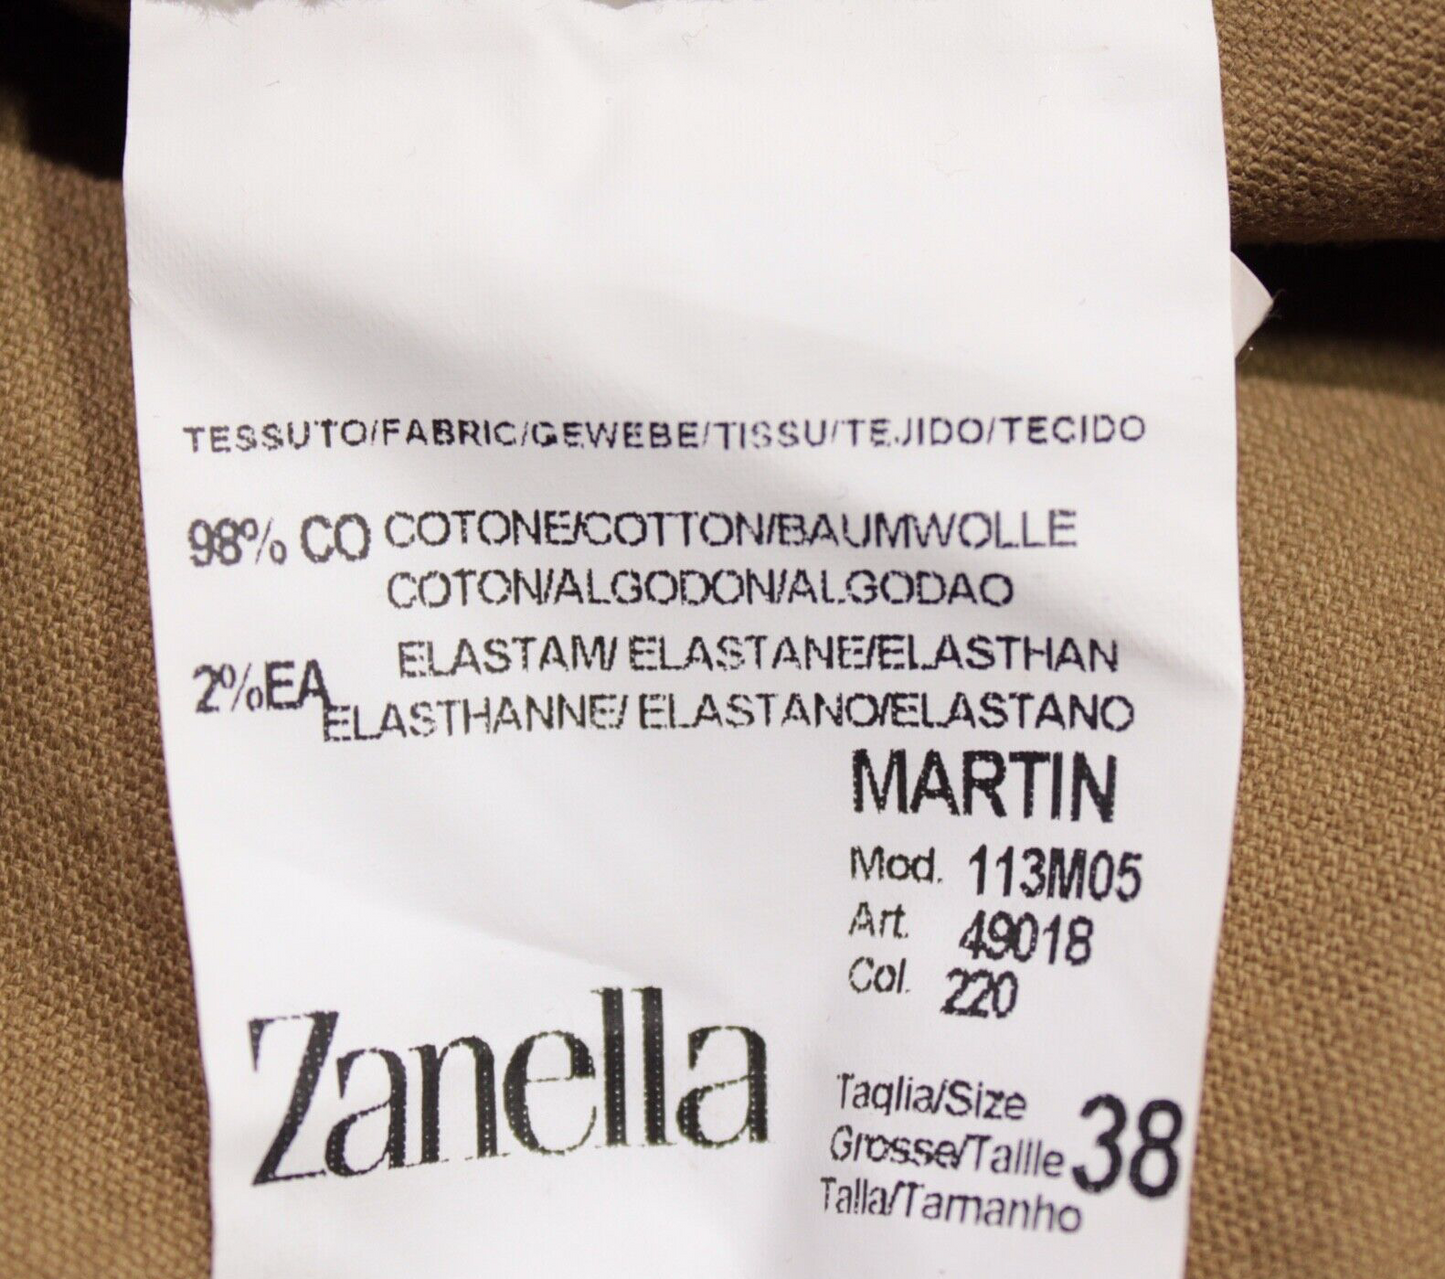 TESSUTO/FABRIC/GEWEBE/TISSU/TEJIDO/TECIDO
98% CO COTONE/COTTON/BAUMWOLLE
COTON/ALGODON/ALGODAO
2%EA ELASTAM/ ELASTANE/ELASTHAN
ELASTHANNE/ ELASTANO/ELASTANO
MARTIN
Mod. 113M05
Art. 49018
Col. 220
Zanella
Taglia/Size
Grosse/Taille 38
Talla/Tamanho